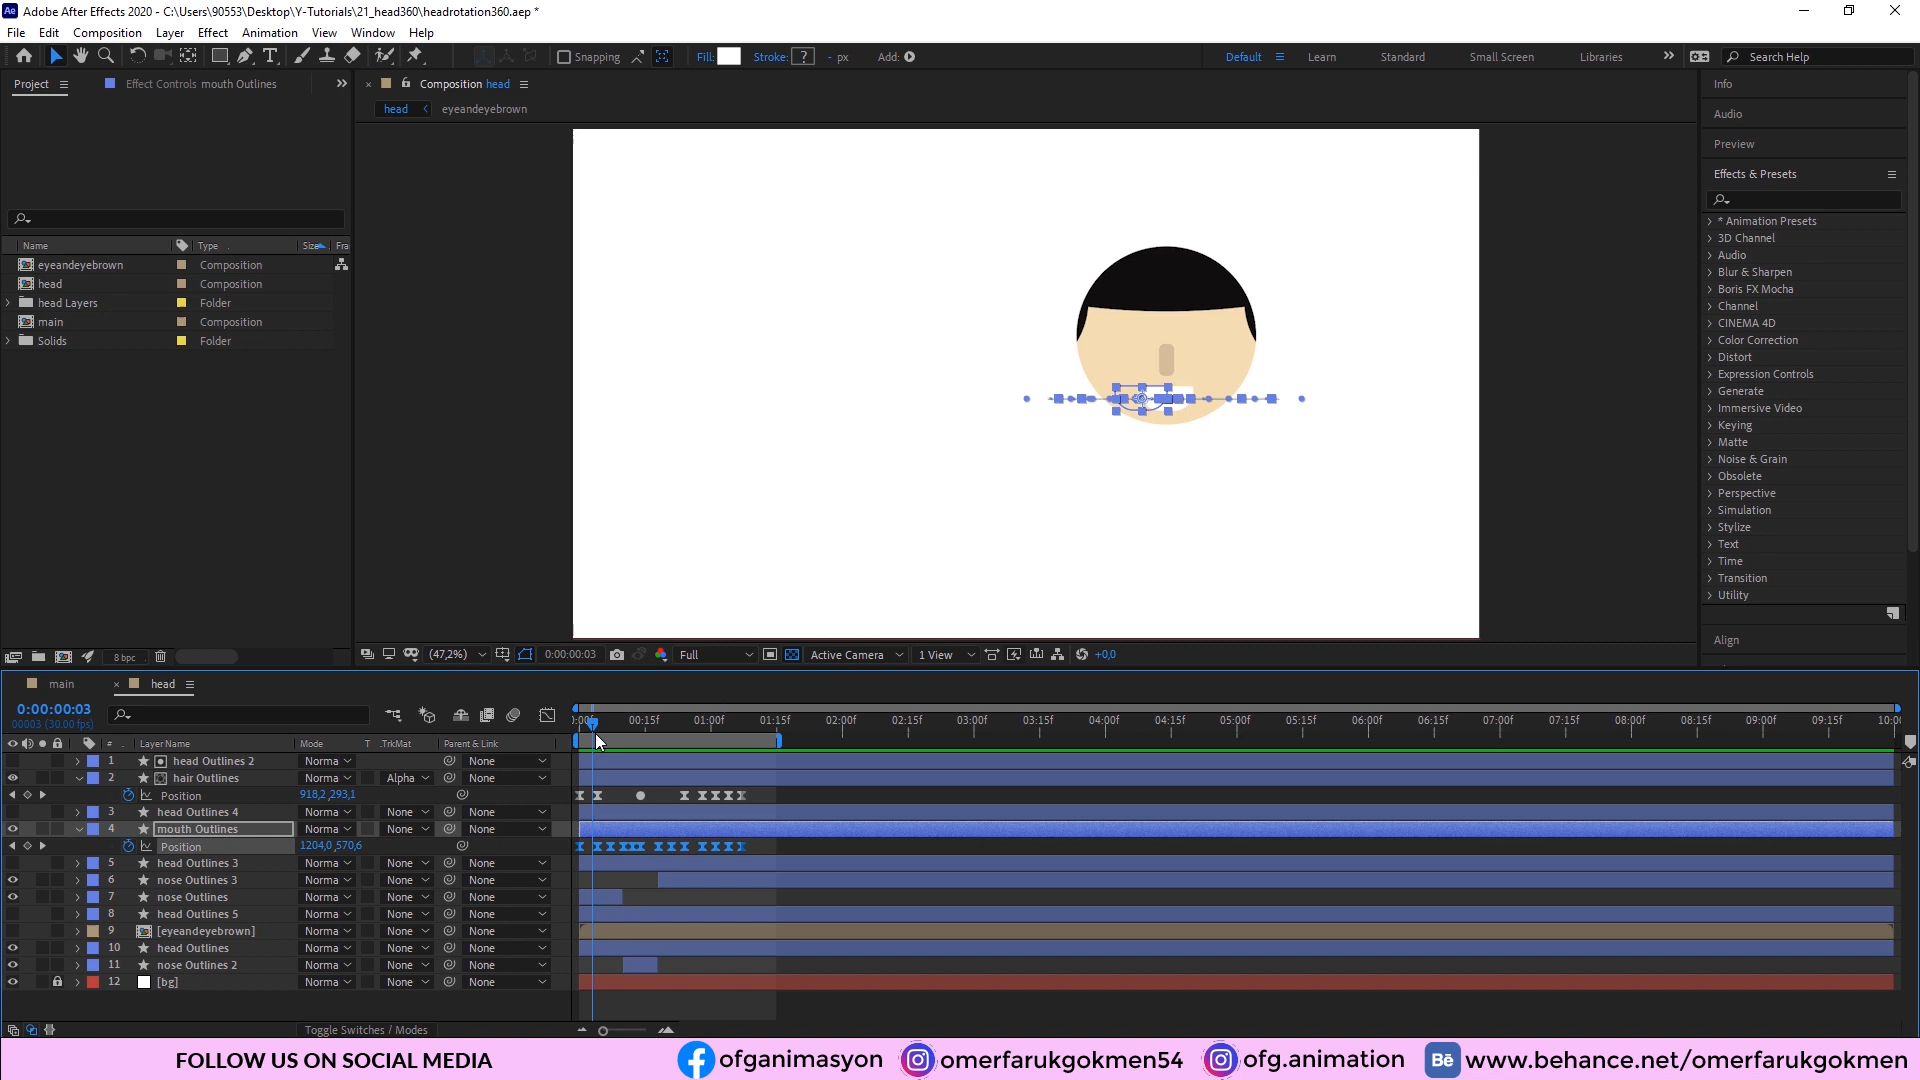 Adobe After Effects 2020 - C:\Users\90553\Desktop\Y-Tutorials\21_head360\headrotation360.aep *
File Edit Composition Layer Effect Animation View Window Help
Snapping Fill: Stroke: ? - px Add: Default Learn Standard Small Screen Libraries Search Help
Project Effect Controls mouth Outlines
Composition head
head eyeandeyebrown
Name Type Size Fra
eyeandeyebrown Composition
head Composition
head Layers Folder
main Composition
Solids Folder
8 bpc
(47,2%) 0:00:00:03 Full Active Camera 1 View +0,0
Info
Audio
Preview
Effects & Presets
* Animation Presets
3D Channel
Audio
Blur & Sharpen
Boris FX Mocha
Channel
CINEMA 4D
Color Correction
Distort
Expression Controls
Generate
Immersive Video
Keying
Matte
Noise & Grain
Obsolete
Perspective
Simulation
Stylize
Text
Time
Transition
Utility
Align
main head
0:00:00:03
00003 (30.00 fps)
00:15f 01:00f 01:15f 02:00f 02:15f 03:00f 03:15f 04:00f 04:15f 05:00f 05:15f 06:00f 06:15f 07:00f 07:15f 08:00f 08:15f 09:00f 09:15f
# Layer Name Mode T .TrkMat Parent & Link
1 head Outlines 2 Norma None
2 hair Outlines Norma Alpha None
Position 918,2,293,1
3 head Outlines 4 Norma None None
4 mouth Outlines Norma None None
Position 1204,0,570,6
5 head Outlines 3 Norma None None
6 nose Outlines 3 Norma None None
7 nose Outlines Norma None None
8 head Outlines 5 Norma None None
9 [eyeandeyebrown] Norma None None
10 head Outlines Norma None None
11 nose Outlines 2 Norma None None
12 [bg] Norma None None
Toggle Switches / Modes
FOLLOW US ON SOCIAL MEDIA ofganimasyon omerfarukgokmen54 ofg.animation Bē www.behance.net/omerfarukgokmen